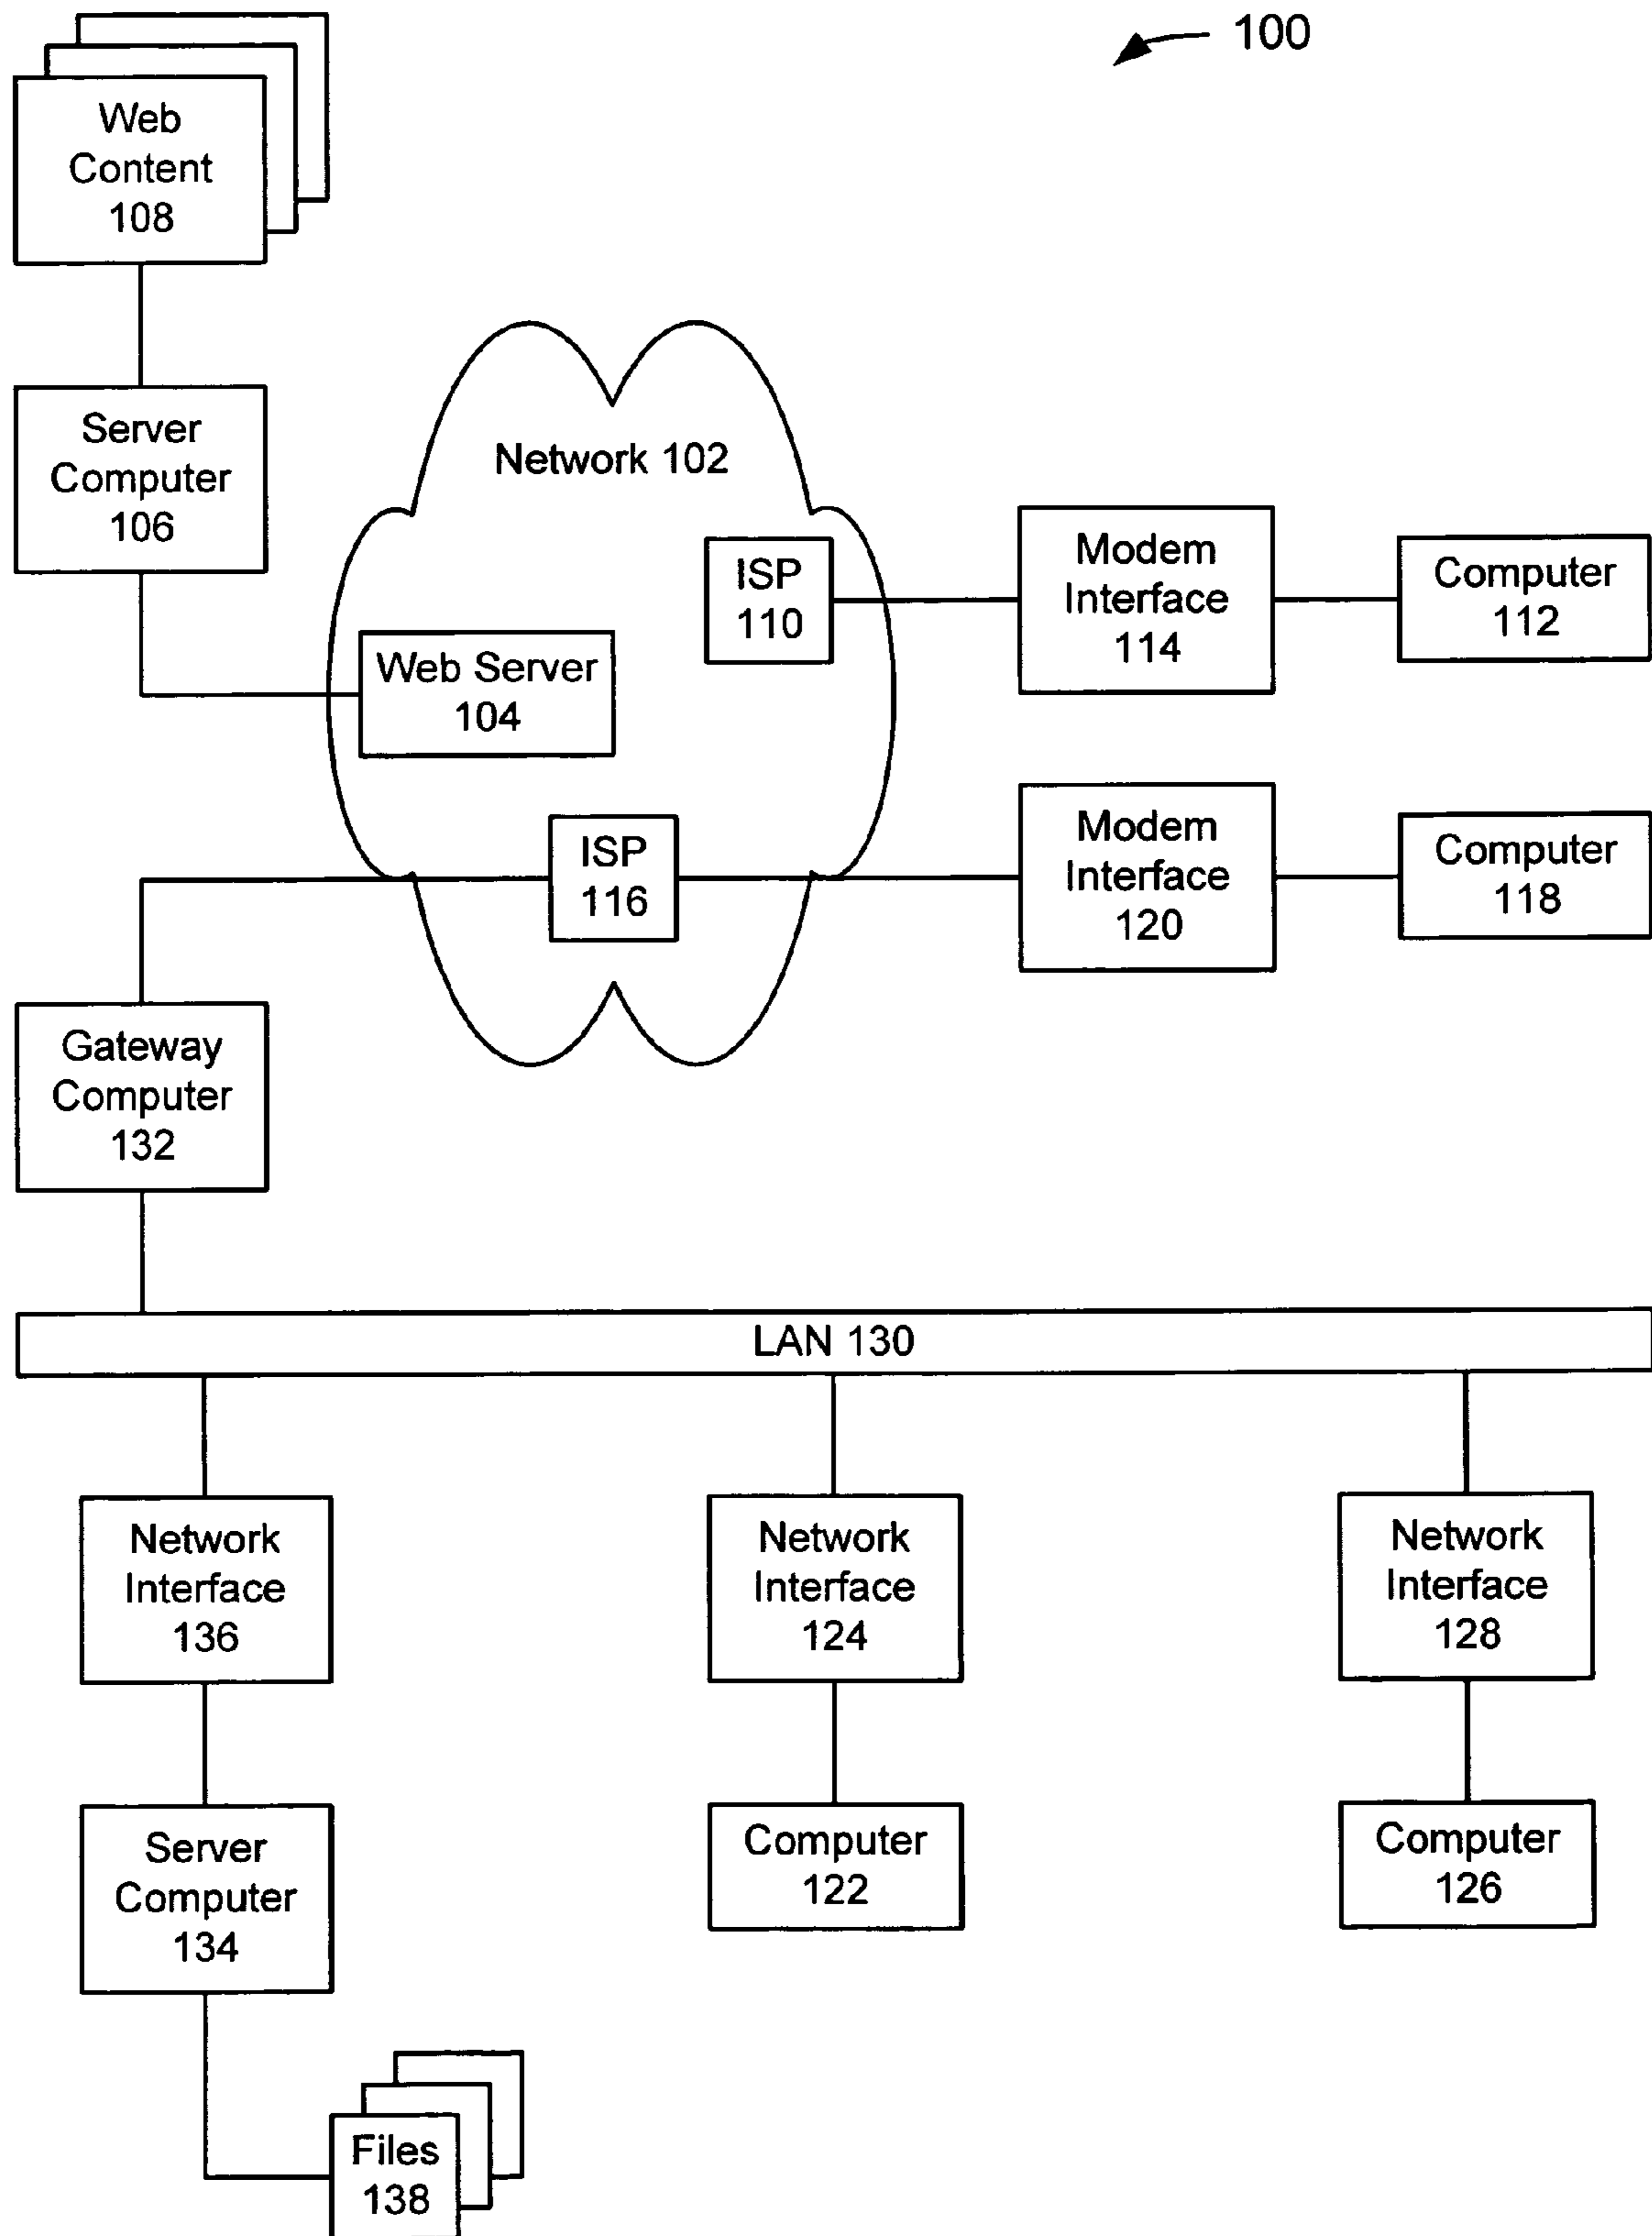 100
Web
Content
108
Server
Computer
106
Network 102
ISP
110
Modem
Interface
114
Computer
112
Web Server
104
ISP
116
Modem
Interface
120
Computer
118
Gateway
Computer
132
LAN 130
Network
Interface
136
Network
Interface
124
Network
Interface
128
Server
Computer
134
Computer
122
Computer
126
Files
138